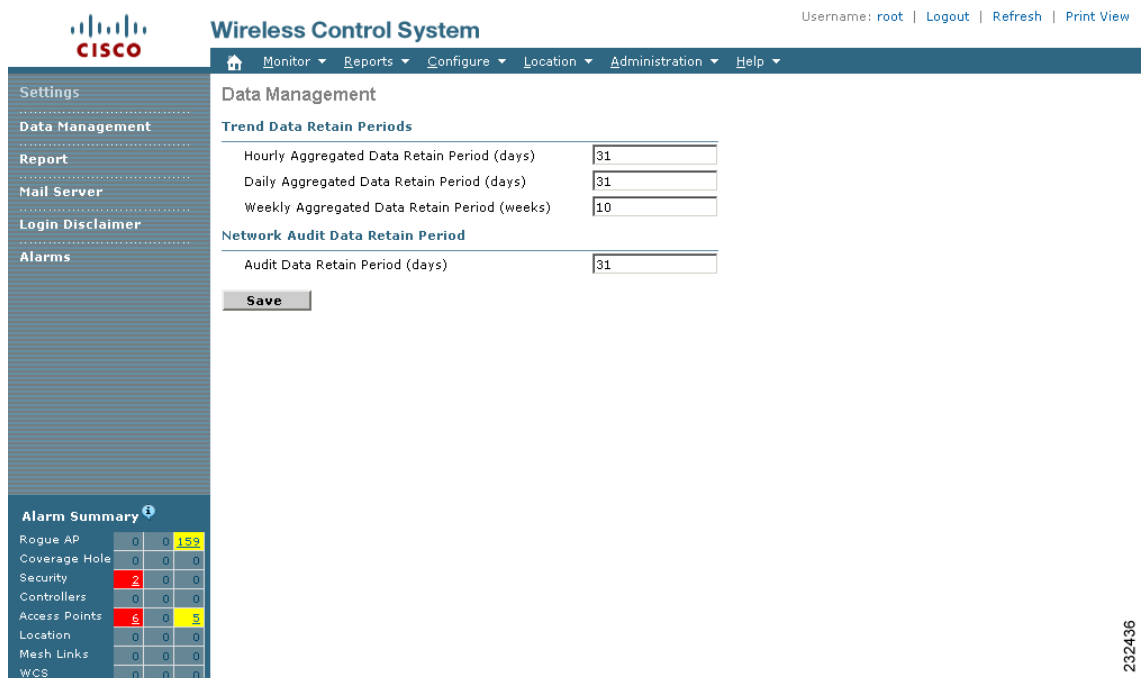 Username: root | Logout | Refresh | Print View
CISCO
Wireless Control System
Monitor Reports Configure Location Administration Help
Settings
Data Management
Report
Mail Server
Login Disclaimer
Alarms
Data Management
Trend Data Retain Periods
Hourly Aggregated Data Retain Period (days) 31
Daily Aggregated Data Retain Period (days) 31
Weekly Aggregated Data Retain Period (weeks) 10
Network Audit Data Retain Period
Audit Data Retain Period (days) 31
Save
Alarm Summary
Rogue AP 0 0 159
Coverage Hole 0 0 0
Security 2 0 0
Controllers 0 0 0
Access Points 6 0 5
Location 0 0 0
Mesh Links 0 0 0
WCS 0 0 0
232436